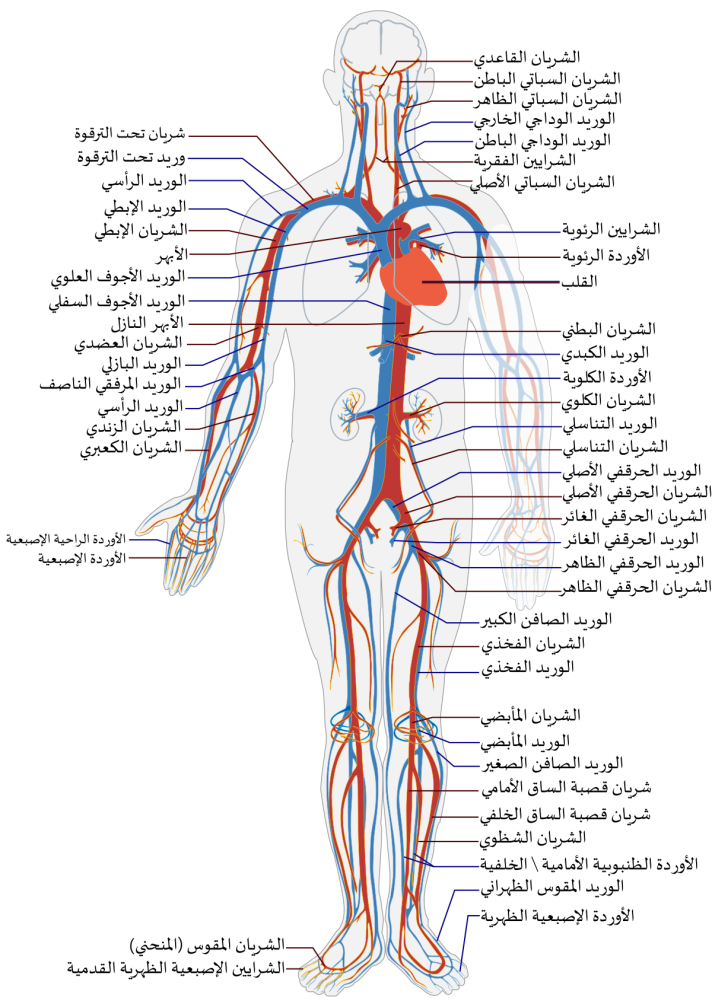 الشريان القاعدي
الشريان السباتي الباطن
الشريان السباتي الظاهر
الوريد الوداجي الخارجي
الوريد الوداجي الباطن
الشرايين الفقرية
الشريان السباتي الأصلي
الشرايين الرئوية
الأوردة الرئوية
القلب
الشريان البطني
الوريد الكبدي
الأوردة الكلوية
الشريان الكلوي
الوريد التناسلي
الشريان التناسلي
الوريد الحرقفي الأصلي
الشريان الحرقفي الأصلي
الشريان الحرقفي الغائر
الوريد الحرقفي الغائر
الوريد الحرقفي الظاهر
الشريان الحرقفي الظاهر
الوريد الصافن الكبير
الشريان الفخذي
الوريد الفخذي
الشريان المأبضي
الوريد المأبضي
الوريد الصافن الصغير
شريان قصبة الساق الأمامي
شريان قصبة الساق الخلفي
الشريان الشظوي
الأوردة الظنبوبية الأمامية \ الخلفية
الوريد المقوس الظهراني
الأوردة الإصبعية الظهرية
شريان تحت الترقوة
وريد تحت الترقوة
الوريد الرأسي
الوريد الإبطي
الشريان الإبطي
الأبهر
الوريد الأجوف العلوي
الوريد الأجوف السفلي
الأبهر النازل
الشريان العضدي
الوريد البازلي
الوريد المرفقي الناصف
الوريد الرأسي
الشريان الزندي
الشريان الكعبري
الأوردة الراحية الإصبعية
الأوردة الإصبعية
الشريان المقوس (المنحني)
الشرايين الإصبعية الظهرية القدمية